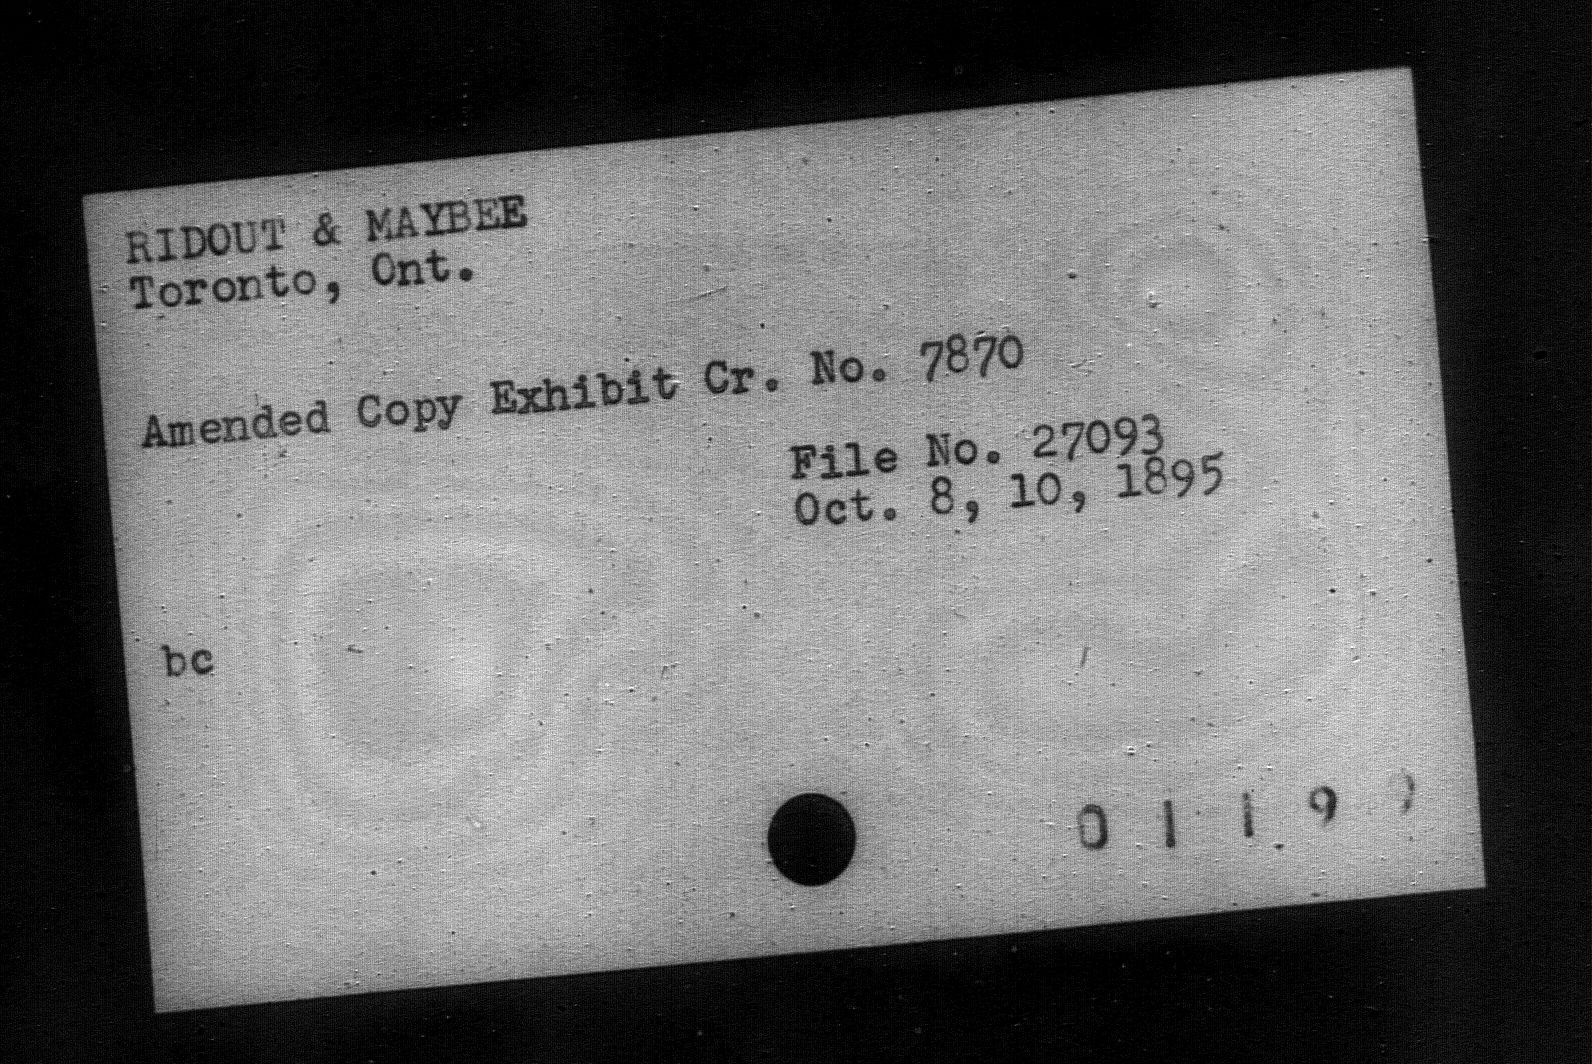 RIDOUT & MAYBEE
Toronto, Ont.
Amended Copy Exhibit Cr. No. 7870
File No. 27093
Oct. 8, 10, 1895
bc